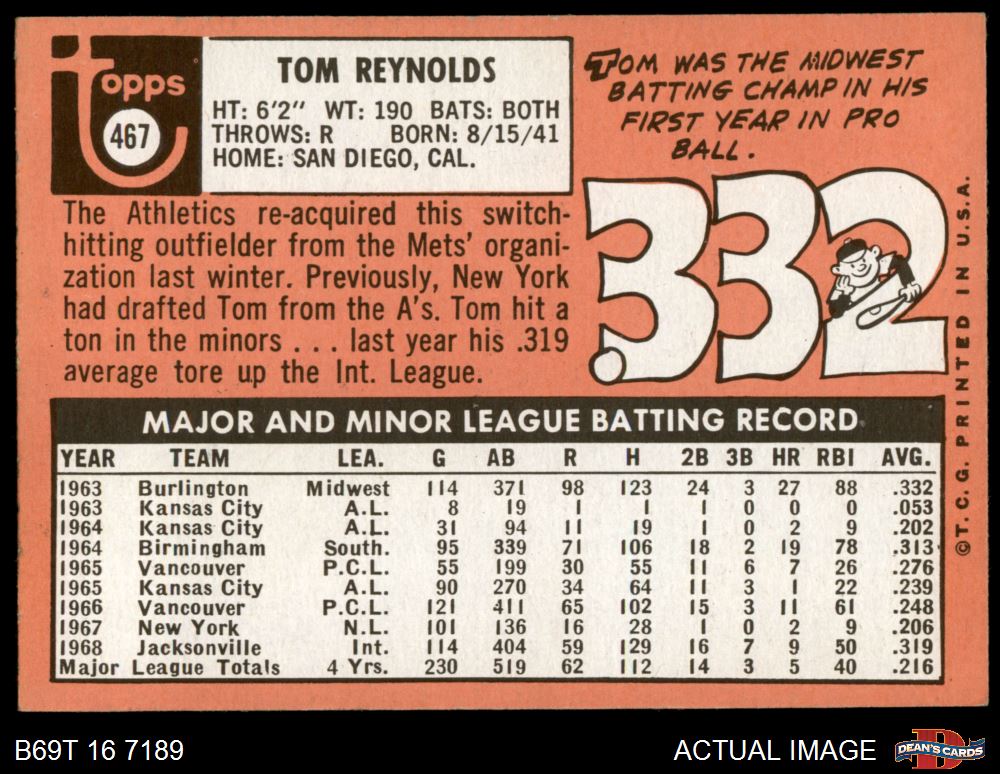 topps
467
TOM REYNOLDS
HT: 6'2" WT: 190 BATS: BOTH
THROWS: R BORN: 8/15/41
HOME: SAN DIEGO, CAL.
The Athletics re-acquired this switch-
hitting outfielder from the Mets' organi-
zation last winter. Previously, New York
had drafted Tom from the A's. Tom hit a
ton in the minors . . . last year his .319
average tore up the Int. League.
TOM WAS THE MIDWEST
BATTING CHAMP IN HIS
FIRST YEAR IN PRO
BALL.
.332
©T.C.G. PRINTED IN U.S.A.
MAJOR AND MINOR LEAGUE BATTING RECORD
YEAR TEAM LEA. G AB R H 2B 3B HR RBI AVG.
1963 Burlington Midwest 114 371 98 123 24 3 27 88 .332
1963 Kansas City A.L. 8 19 1 1 1 0 0 0 .053
1964 Kansas City A.L. 31 94 11 19 1 0 2 9 .202
1964 Birmingham South. 95 339 71 106 18 2 19 78 .313
1965 Vancouver P.C.L. 55 199 30 55 11 6 7 26 .276
1965 Kansas City A.L. 90 270 34 64 11 3 1 22 .239
1966 Vancouver P.C.L. 121 411 65 102 15 3 11 61 .248
1967 New York N.L. 101 136 16 28 1 0 2 9 .206
1968 Jacksonville Int. 114 404 59 129 16 7 9 50 .319
Major League Totals 4 Yrs. 230 519 62 112 14 3 5 40 .216
B69T 16 7189
ACTUAL IMAGE
DEAN'S CARDS